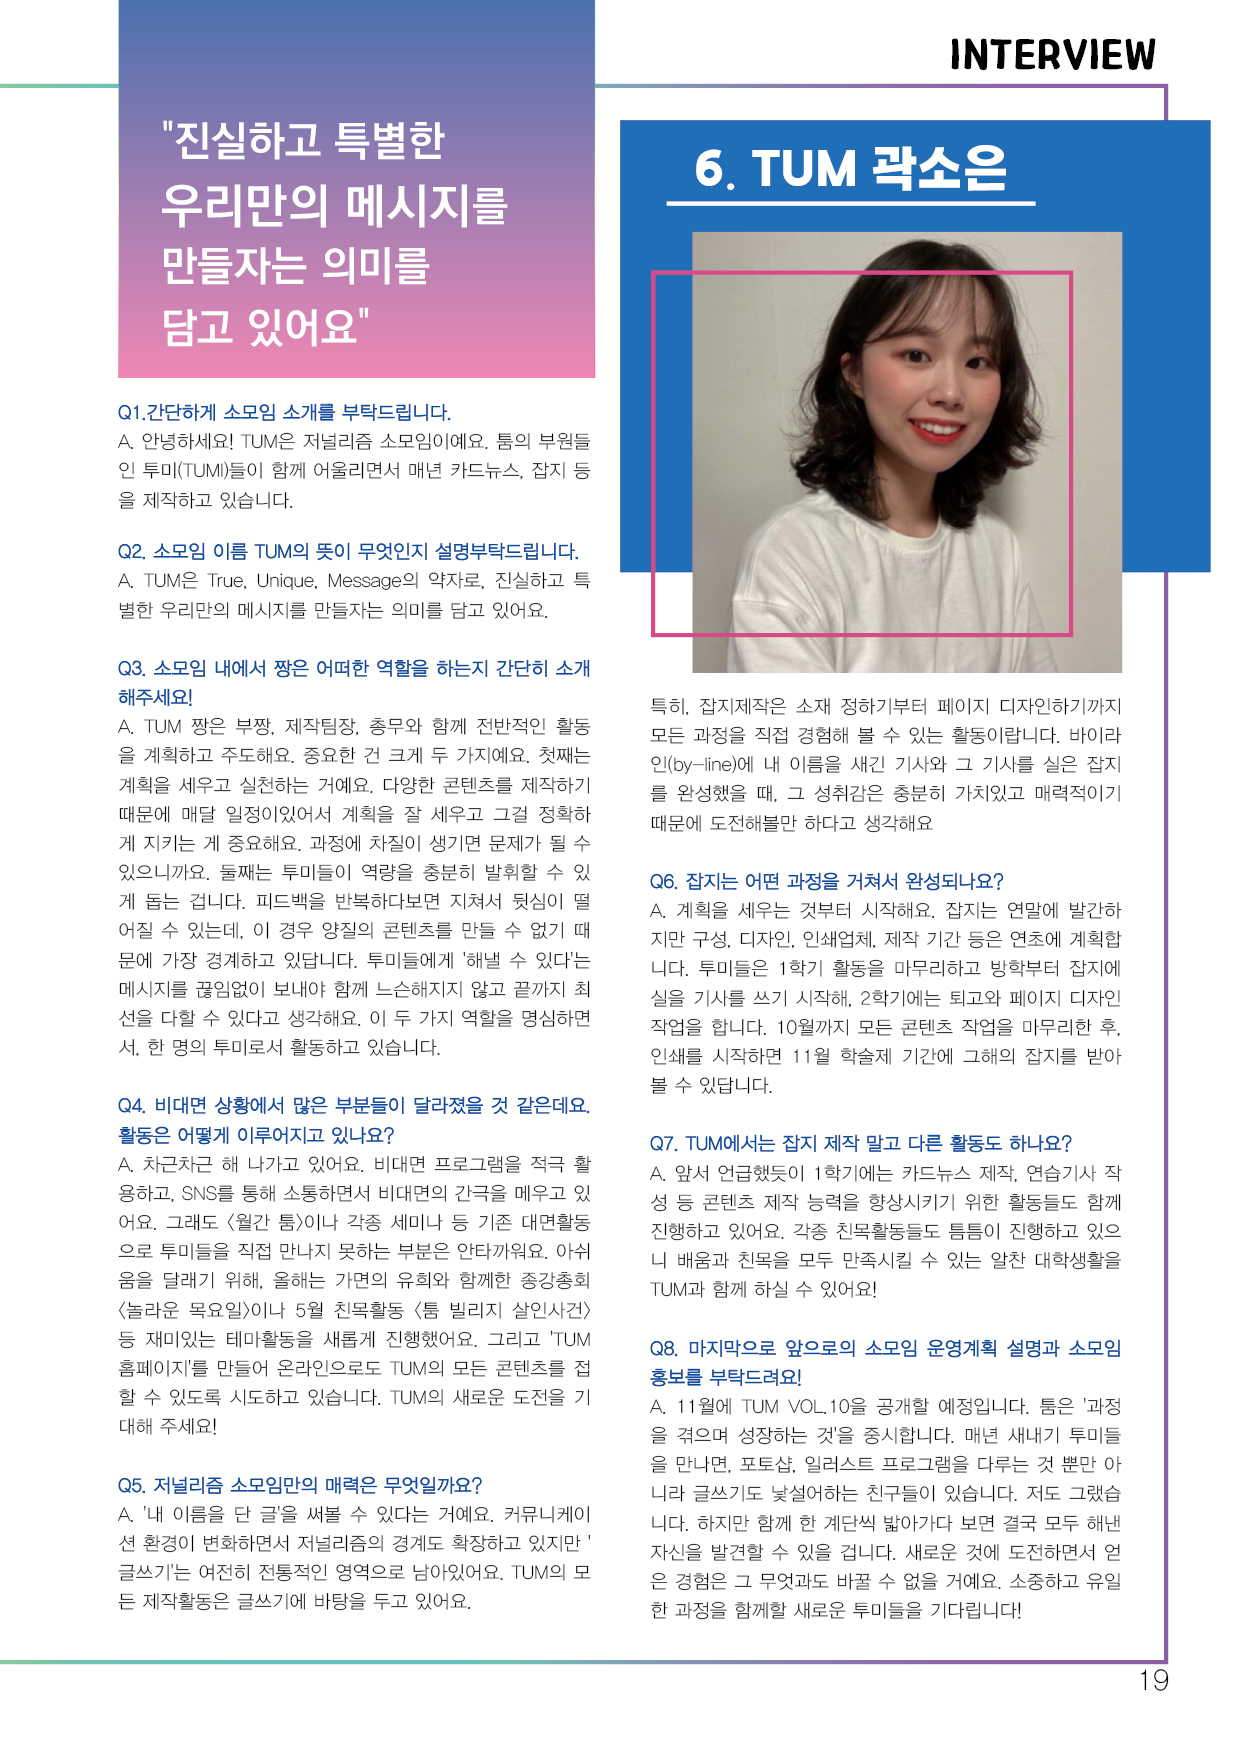 INTERVIEW
"진실하고 특별한
우리만의 메시지를
만들자는 의미를
담고 있어요"
6. TUM 곽소은
Q1.간단하게 소모임 소개를 부탁드립니다.
A. 안녕하세요! TUM은 저널리즘 소모임이예요. 툼의 부원들
인 투미(TUMI)들이 함께 어울리면서 매년 카드뉴스, 잡지 등
을 제작하고 있습니다.
Q2. 소모임 이름 TUM의 뜻이 무엇인지 설명부탁드립니다.
A. TUM은 True, Unique, Message의 약자로, 진실하고 특
별한 우리만의 메시지를 만들자는 의미를 담고 있어요.
Q3. 소모임 내에서 짱은 어떠한 역할을 하는지 간단히 소개
해주세요!
A. TUM 짱은 부짱, 제작팀장, 총무와 함께 전반적인 활동
을 계획하고 주도해요. 중요한 건 크게 두 가지예요. 첫째는
계획을 세우고 실천하는 거예요. 다양한 콘텐츠를 제작하기
때문에 매달 일정이있어서 계획을 잘 세우고 그걸 정확하
게 지키는 게 중요해요. 과정에 차질이 생기면 문제가 될 수
있으니까요. 둘째는 투미들이 역량을 충분히 발휘할 수 있
게 돕는 겁니다. 피드백을 반복하다보면 지쳐서 뒷심이 떨
어질 수 있는데, 이 경우 양질의 콘텐츠를 만들 수 없기 때
문에 가장 경계하고 있답니다. 투미들에게 '해낼 수 있다'는
메시지를 끊임없이 보내야 함께 느슨해지지 않고 끝까지 최
선을 다할 수 있다고 생각해요. 이 두 가지 역할을 명심하면
서, 한 명의 투미로서 활동하고 있습니다.
Q4. 비대면 상황에서 많은 부분들이 달라졌을 것 같은데요.
활동은 어떻게 이루어지고 있나요?
A. 차근차근 해 나가고 있어요. 비대면 프로그램을 적극 활
용하고, SNS를 통해 소통하면서 비대면의 간극을 메우고 있
어요. 그래도 〈월간 툼〉이나 각종 세미나 등 기존 대면활동
으로 투미들을 직접 만나지 못하는 부분은 안타까워요. 아쉬
움을 달래기 위해, 올해는 가면의 유희와 함께한 종강총회
〈놀라운 목요일〉이나 5월 친목활동 〈툼 빌리지 살인사건〉
등 재미있는 테마활동을 새롭게 진행했어요. 그리고 'TUM
홈페이지'를 만들어 온라인으로도 TUM의 모든 콘텐츠를 접
할 수 있도록 시도하고 있습니다. TUM의 새로운 도전을 기
대해 주세요!
Q5. 저널리즘 소모임만의 매력은 무엇일까요?
A. '내 이름을 단 글'을 써볼 수 있다는 거예요. 커뮤니케이
션 환경이 변화하면서 저널리즘의 경계도 확장하고 있지만 '
글쓰기'는 여전히 전통적인 영역으로 남아있어요. TUM의 모
든 제작활동은 글쓰기에 바탕을 두고 있어요.
특히, 잡지제작은 소재 정하기부터 페이지 디자인하기까지
모든 과정을 직접 경험해 볼 수 있는 활동이랍니다. 바이라
인(by-line)에 내 이름을 새긴 기사와 그 기사를 실은 잡지
를 완성했을 때, 그 성취감은 충분히 가치있고 매력적이기
때문에 도전해볼만 하다고 생각해요
Q6. 잡지는 어떤 과정을 거쳐서 완성되나요?
A. 계획을 세우는 것부터 시작해요. 잡지는 연말에 발간하
지만 구성, 디자인, 인쇄업체, 제작 기간 등은 연초에 계획합
니다. 투미들은 1학기 활동을 마무리하고 방학부터 잡지에
실을 기사를 쓰기 시작해, 2학기에는 퇴고와 페이지 디자인
작업을 합니다. 10월까지 모든 콘텐츠 작업을 마무리한 후,
인쇄를 시작하면 11월 학술제 기간에 그해의 잡지를 받아
볼 수 있답니다.
Q7. TUM에서는 잡지 제작 말고 다른 활동도 하나요?
A. 앞서 언급했듯이 1학기에는 카드뉴스 제작, 연습기사 작
성 등 콘텐츠 제작 능력을 향상시키기 위한 활동들도 함께
진행하고 있어요. 각종 친목활동들도 틈틈이 진행하고 있으
니 배움과 친목을 모두 만족시킬 수 있는 알찬 대학생활을
TUM과 함께 하실 수 있어요!
Q8. 마지막으로 앞으로의 소모임 운영계획 설명과 소모임
홍보를 부탁드려요!
A. 11월에 TUM VOL.10을 공개할 예정입니다. 툼은 '과정
을 겪으며 성장하는 것'을 중시합니다. 매년 새내기 투미들
을 만나면, 포토샵, 일러스트 프로그램을 다루는 것 뿐만 아
니라 글쓰기도 낯설어하는 친구들이 있습니다. 저도 그랬습
니다. 하지만 함께 한 계단씩 밟아가다 보면 결국 모두 해낸
자신을 발견할 수 있을 겁니다. 새로운 것에 도전하면서 얻
은 경험은 그 무엇과도 바꿀 수 없을 거예요. 소중하고 유일
한 과정을 함께할 새로운 투미들을 기다립니다!
19